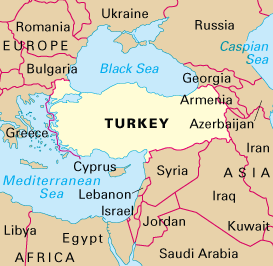 Ukraine
Romania
Russia
EUROPE
Caspian
Sea
Bulgaria
Black Sea
Georgia
Armenia
TURKEY
Azerbaijan
Greece
Iran
Cyprus
Syria
ASIA
Mediterranean
Sea
Lebanon
Israel
Iraq
Jordan
Kuwait
Libya
Egypt
Saudi Arabia
AFRICA